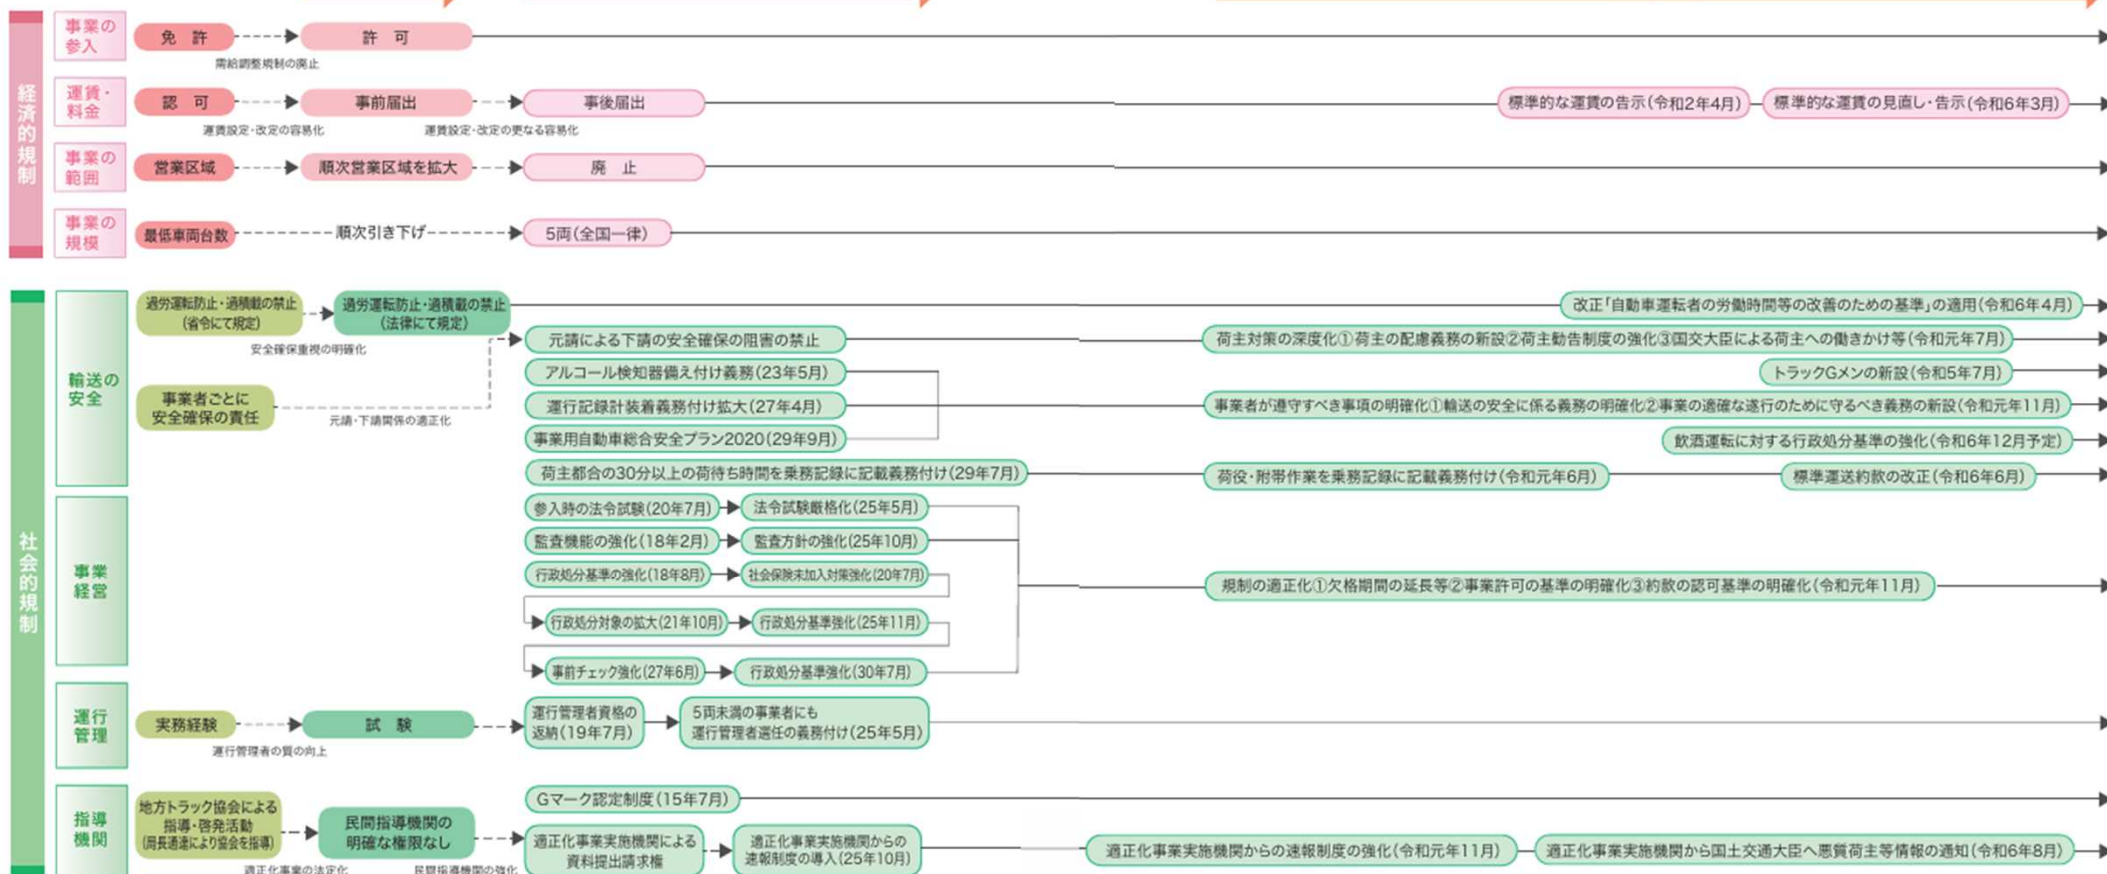 経済的規制
事業の
参入
免 許
許 可
需給調整規制の廃止
運賃・
料金
認 可
事前届出
事後届出
標準的な運賃の告示(令和2年4月)
標準的な運賃の見直し・告示(令和6年3月)
運賃設定・改定の容易化
運賃設定・改定の更なる容易化
事業の
範囲
営業区域
順次営業区域を拡大
廃 止
事業の
規模
最低車両台数
順次引き下げ
5両(全国一律)
社会的規制
輸送の
安全
過労運転防止・過積載の禁止
(省令にて規定)
過労運転防止・過積載の禁止
(法律にて規定)
改正「自動車運転者の労働時間等の改善のための基準」の適用(令和6年4月)
安全確保重視の明確化
元請による下請の安全確保の阻害の禁止
荷主対策の深度化①荷主の配慮義務の新設②荷主勧告制度の強化③国交大臣による荷主への働きかけ等(令和元年7月)
アルコール検知器備え付け義務(23年5月)
トラックGメンの新設(令和5年7月)
事業者ごとに
安全確保の責任
元請・下請関係の適正化
運行記録計装着義務付け拡大(27年4月)
事業者が遵守すべき事項の明確化①輸送の安全に係る義務の明確化②事業の適確な遂行のために守るべき義務の新設(令和元年11月)
事業用自動車総合安全プラン2020(29年9月)
飲酒運転に対する行政処分基準の強化(令和6年12月予定)
荷主都合の30分以上の荷待ち時間を乗務記録に記載義務付け(29年7月)
荷役・附帯作業を乗務記録に記載義務付け(令和元年6月)
標準運送約款の改正(令和6年6月)
事業
経営
参入時の法令試験(20年7月)
法令試験厳格化(25年5月)
監査機能の強化(18年2月)
監査方針の強化(25年10月)
行政処分基準の強化(18年8月)
社会保険未加入対策強化(20年7月)
規制の適正化①欠格期間の延長等②事業許可の基準の明確化③約款の認可基準の明確化(令和元年11月)
行政処分対象の拡大(21年10月)
行政処分基準強化(25年11月)
事前チェック強化(27年6月)
行政処分基準強化(30年7月)
運行
管理
実務経験
試 験
運行管理者の質の向上
運行管理者資格の
返納(19年7月)
5両未満の事業者にも
運行管理者選任の義務付け(25年5月)
指導
機関
地方トラック協会による
指導・啓発活動
(局長通達により協会を指導)
民間指導機関の
明確な権限なし
Gマーク認定制度(15年7月)
適正化事業実施機関による
資料提出請求権
適正化事業実施機関からの
速報制度の導入(25年10月)
適正化事業実施機関からの速報制度の強化(令和元年11月)
適正化事業実施機関から国土交通大臣へ悪質荷主等情報の通知(令和6年8月)
適正化事業の法定化
民間指導機関の強化